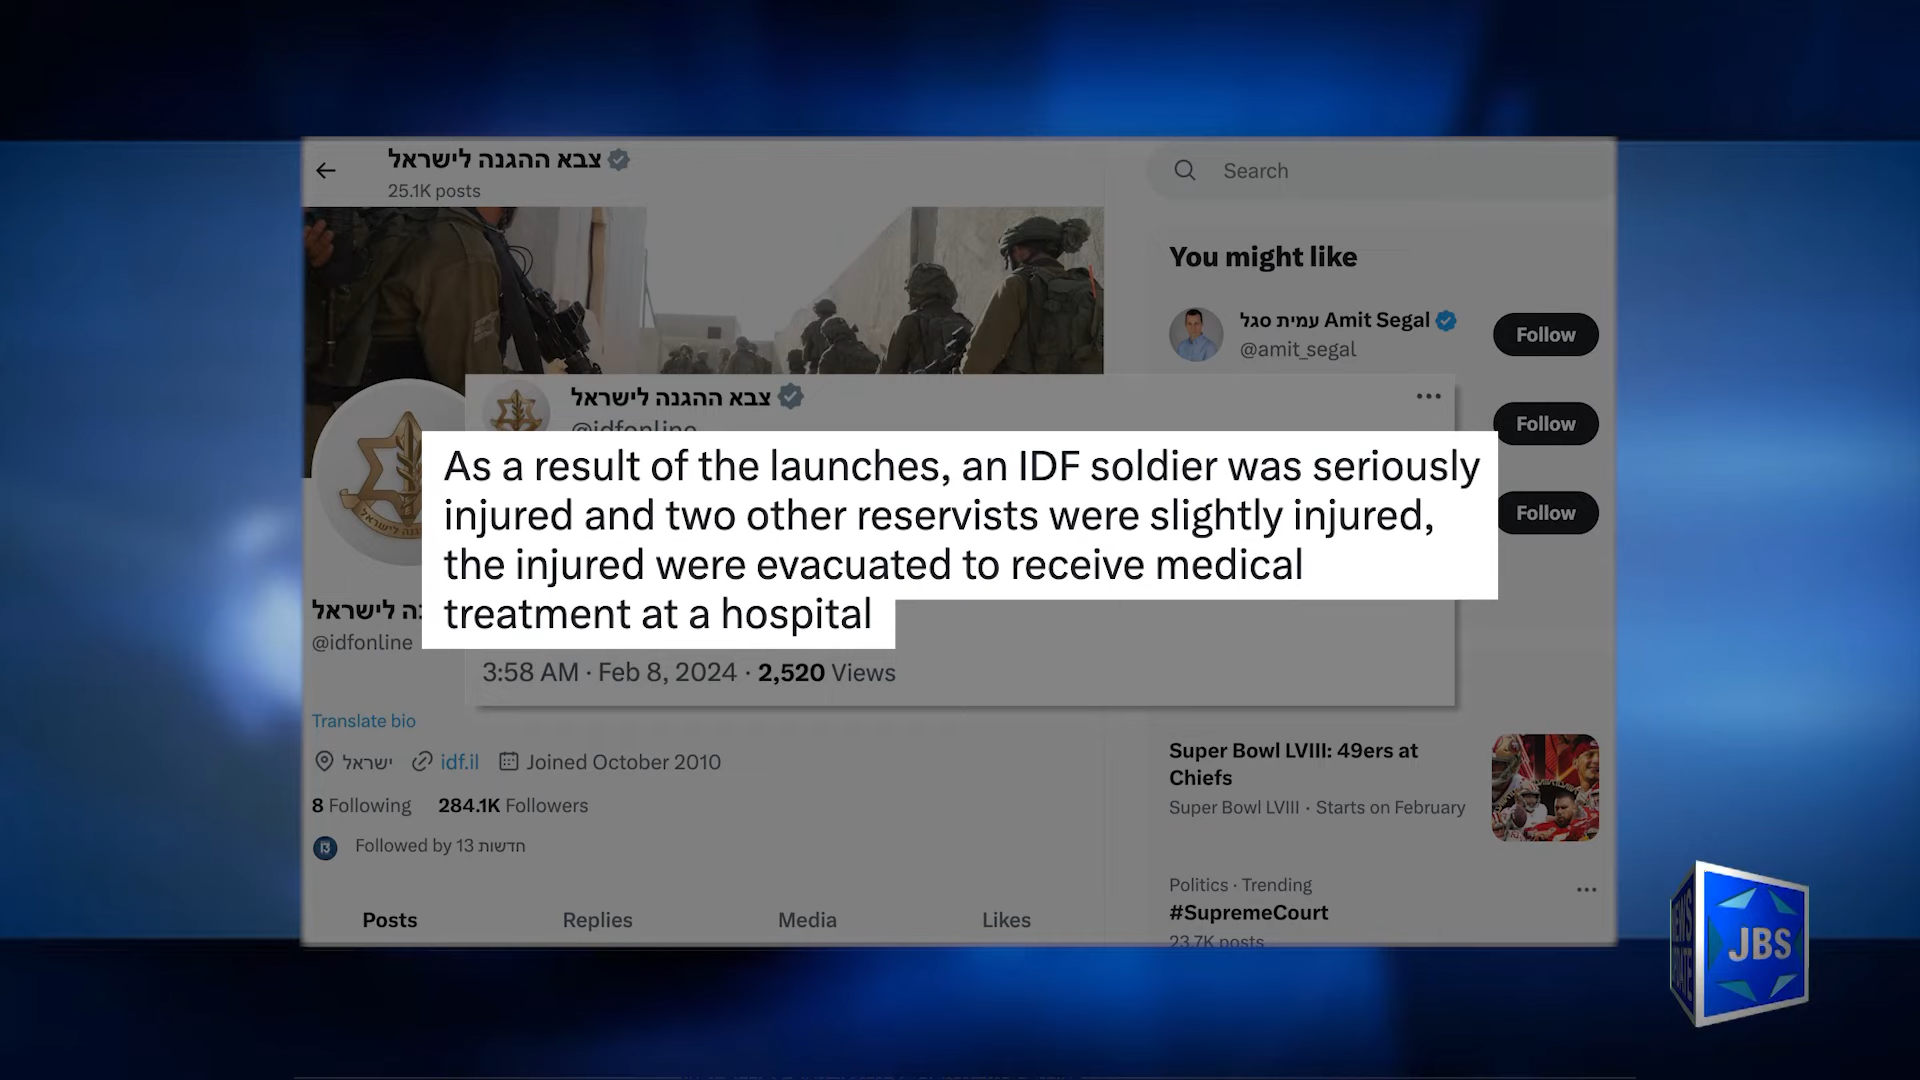 צבא ההגנה לישראל
25.1K posts
Search
You might like
עמית סגל Amit Segal
@amit_segal
Follow
Follow
Follow
צבא ההגנה לישראל
@idfonline
As a result of the launches, an IDF soldier was seriously
injured and two other reservists were slightly injured,
the injured were evacuated to receive medical
treatment at a hospital
3:58 AM · Feb 8, 2024 · 2,520 Views
לישראל
@idfonline
Translate bio
ישראל idf.il Joined October 2010
8 Following 284.1K Followers
Followed by חדשות 13
Posts Replies Media Likes
Super Bowl LVIII: 49ers at
Chiefs
Super Bowl LVIII · Starts on February
Politics · Trending
#SupremeCourt
23.7K posts
JBS